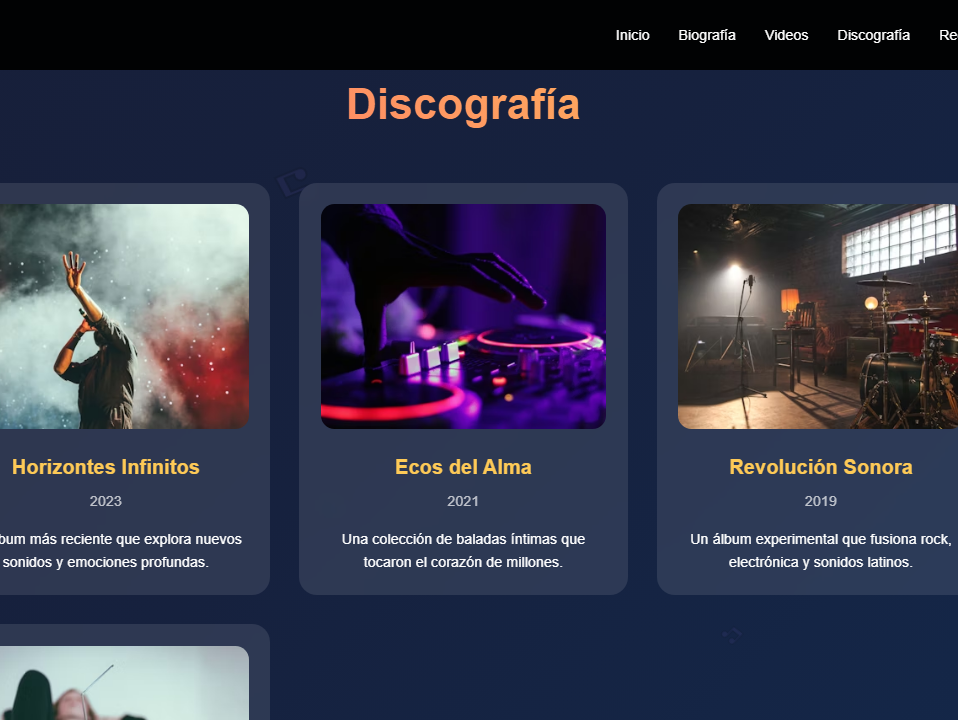 Inicio Biografía Videos Discografía
Discografía
Horizontes Infinitos
2023
más reciente que explora nuevos
sonidos y emociones profundas.
Ecos del Alma
2021
Una colección de baladas íntimas que
tocaron el corazón de millones.
Revolución Sonora
2019
Un álbum experimental que fusiona rock,
electrónica y sonidos latinos.